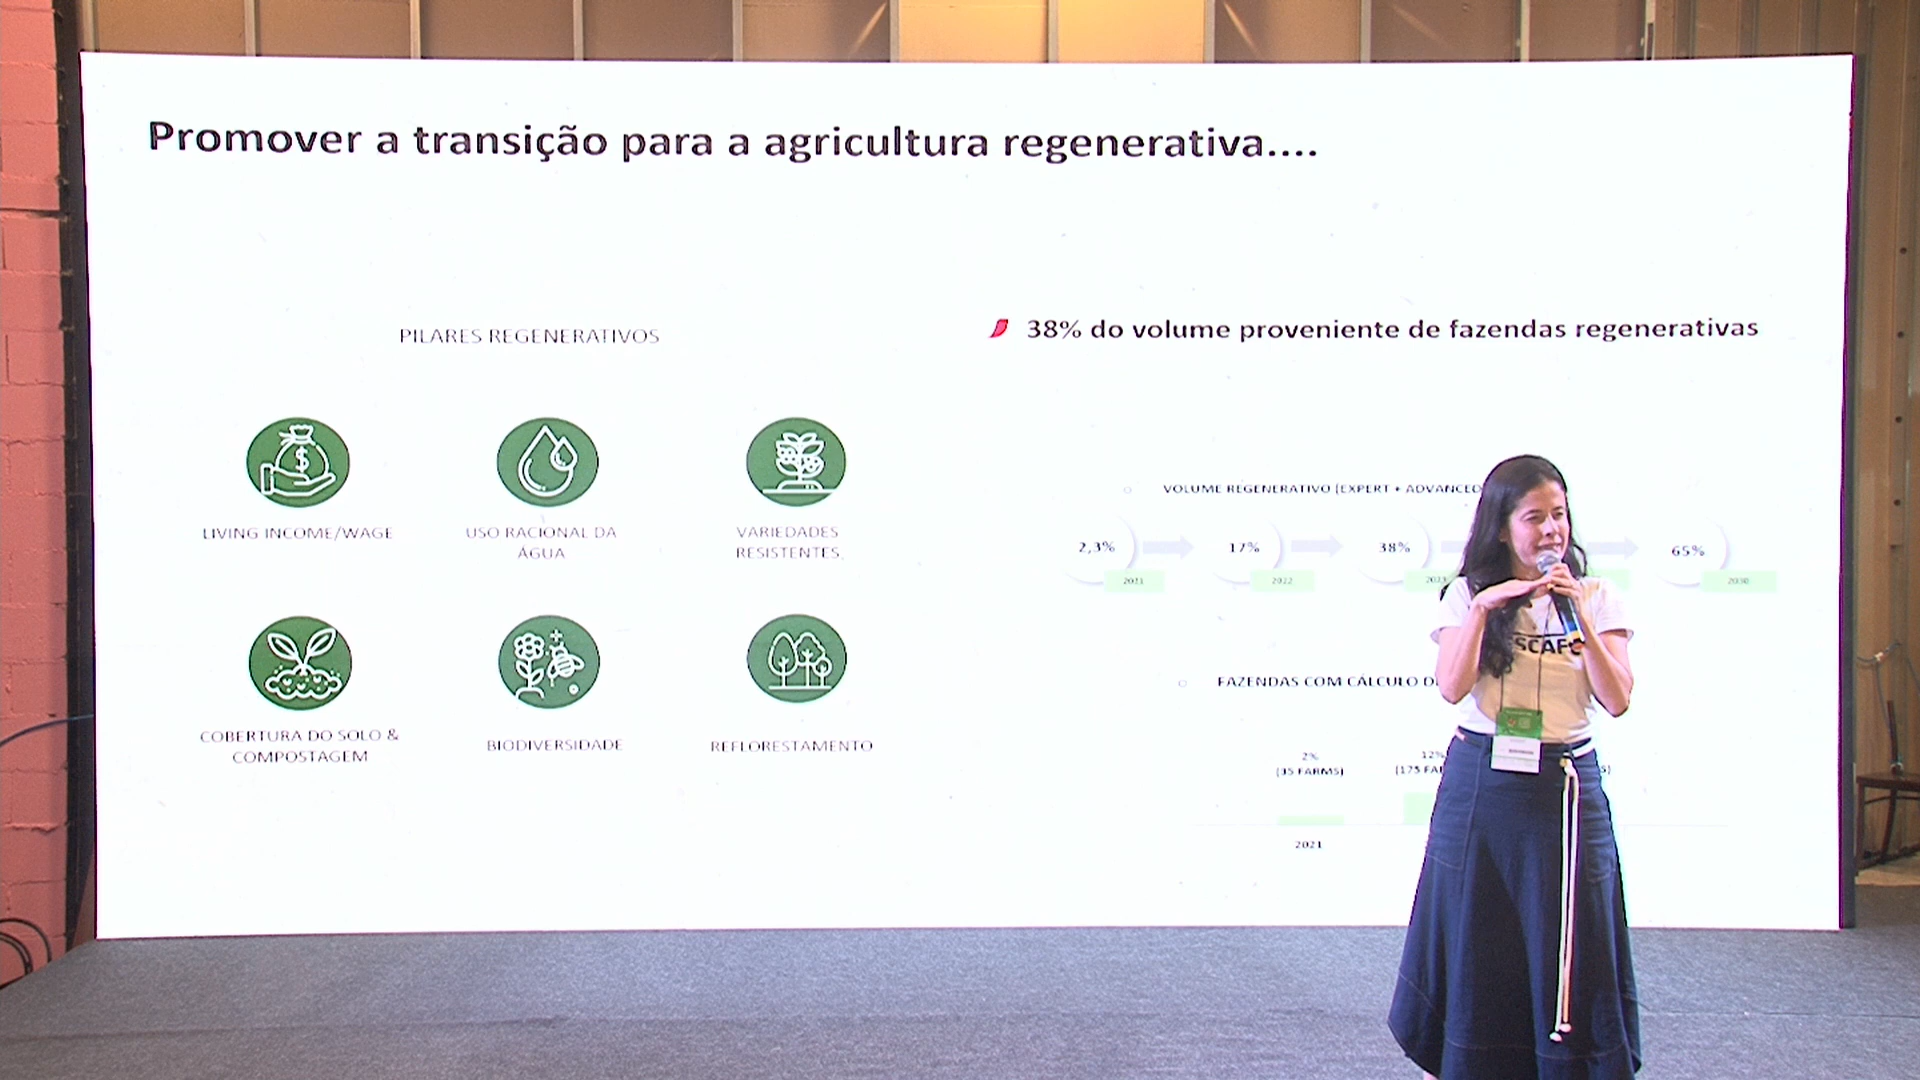 Promover a transição para a agricultura regenerativa....
PILARES REGENERATIVOS
LIVING INCOME/WAGE
USO RACIONAL DA
ÁGUA
VARIEDADES
RESISTENTES
COBERTURA DO SOLO &
COMPOSTAGEM
BIODIVERSIDADE
REFLORESTAMENTO
38% do volume proveniente de fazendas regenerativas
VOLUME REGENERATIVO (EXPERT + ADVANCED
2,3%
17%
38%
65%
2021
2022
2023
2030
FAZENDAS COM CÁLCULO
2%
(35 FARMS)
12%
(175
2021
SCAF